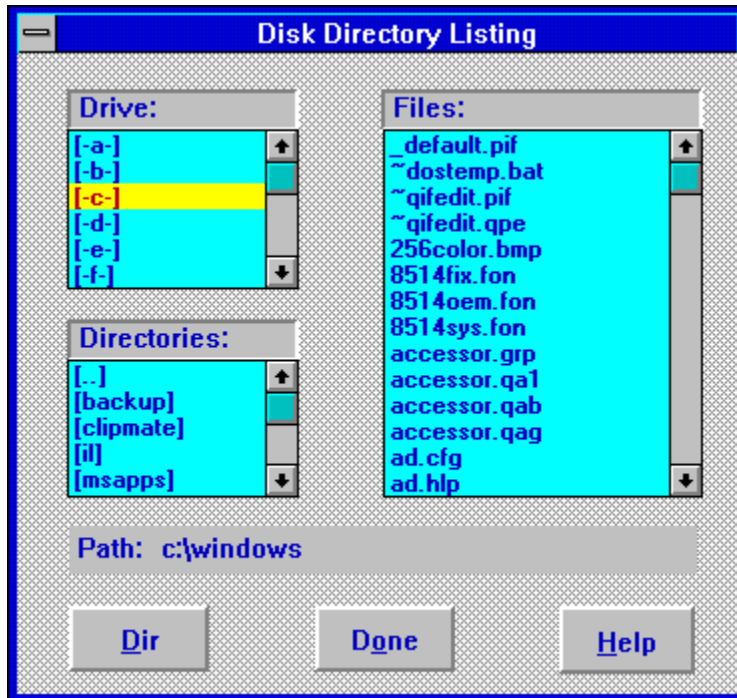 Disk Directory Listing
Drive:
[-a-]
[-b-]
[-c-]
[-d-]
[-e-]
[-f-]
Directories:
[..]
[backup]
[clipmate]
[il]
[msapps]
Files:
_default.pif
~dostemp.bat
~qifedit.pif
~qifedit.qpe
256color.bmp
8514fix.fon
8514oem.fon
8514sys.fon
accessor.grp
accessor.qa1
accessor.qab
accessor.qag
ad.cfg
ad.hlp
Path: c:\windows
Dir
Done
Help